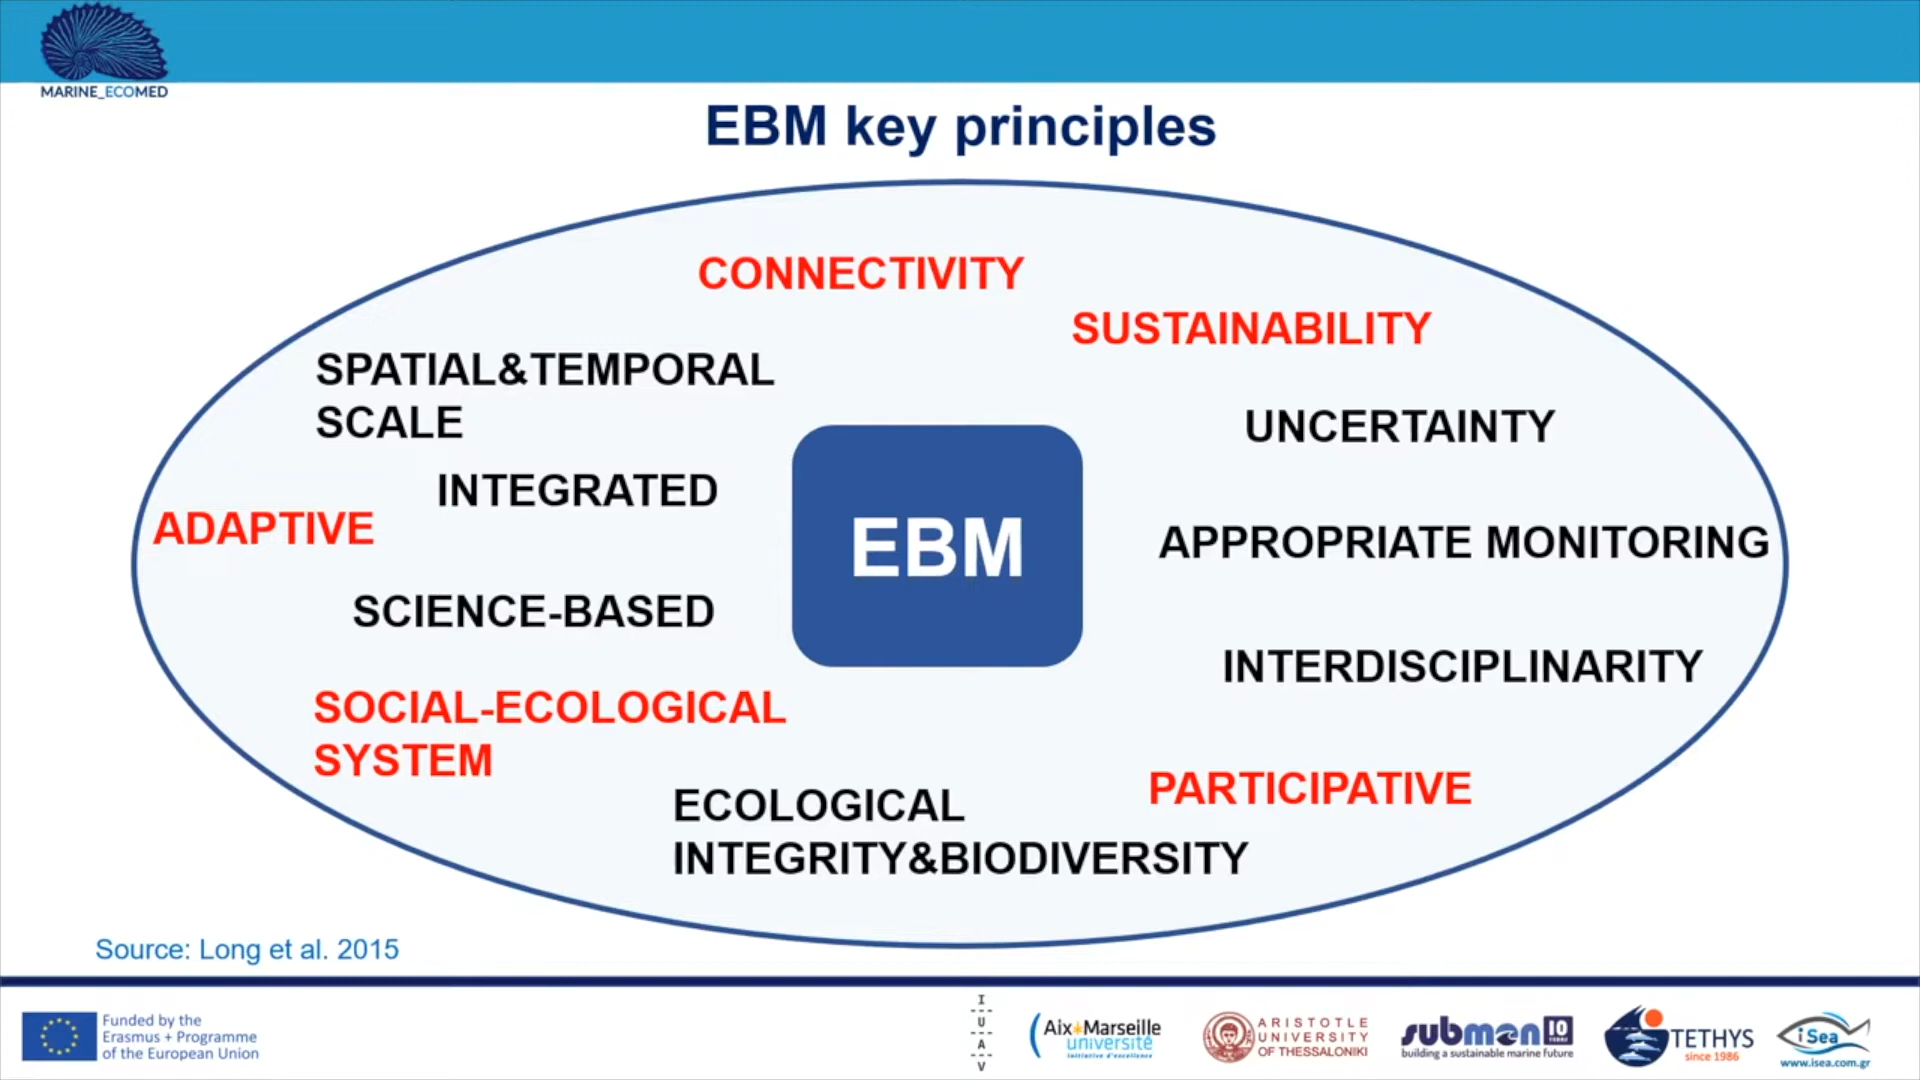 MARINE_ECOMED
EBM key principles
CONNECTIVITY
SUSTAINABILITY
SPATIAL&TEMPORAL
SCALE
UNCERTAINTY
INTEGRATED
ADAPTIVE
EBM
APPROPRIATE MONITORING
SCIENCE-BASED
INTERDISCIPLINARITY
SOCIAL-ECOLOGICAL
SYSTEM
PARTICIPATIVE
ECOLOGICAL
INTEGRITY&BIODIVERSITY
Source: Long et al. 2015
Funded by the
Erasmus + Programme
of the European Union
I
U
A
V
Aix*Marseille
université
initiative d'excellence
ARISTOTLE
UNIVERSITY
OF THESSALONIKI
submon 10
building a sustainable marine future
TETHYS
since 1986
iSea
www.isea.com.gr